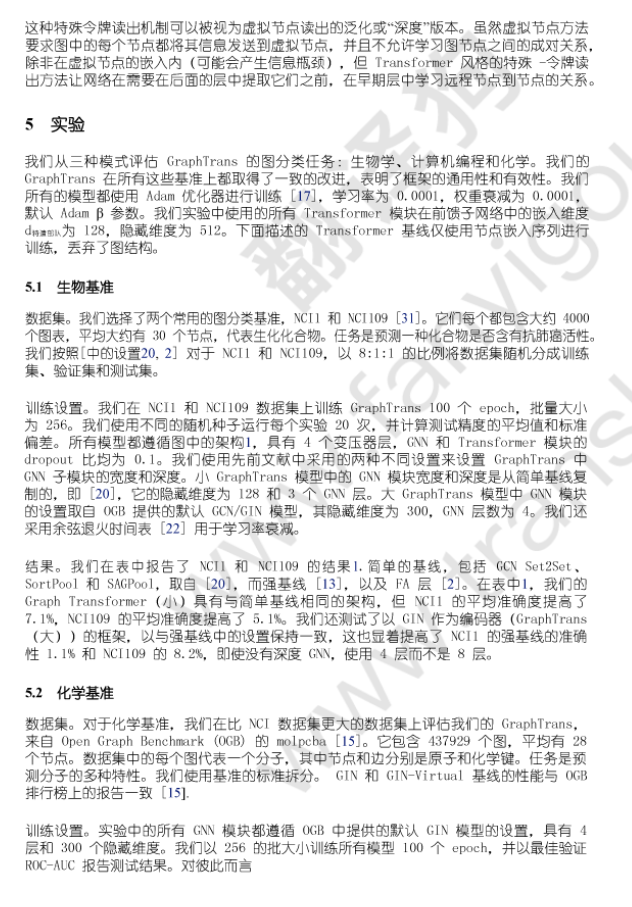 这种特殊令牌读出机制可以被视为虚拟节点读出的泛化或“深度”版本。虽然虚拟节点方法
要求图中的每个节点都将其信息发送到虚拟节点，并且不允许学习图节点之间的成对关系，
除非在虚拟节点的嵌入内（可能会产生信息瓶颈），但 Transformer 风格的特殊 -令牌读
出方法让网络在需要在后面的层中提取它们之前，在早期层中学习远程节点到节点的关系。
5 实验
我们从三种模式评估 GraphTrans 的图分类任务：生物学、计算机编程和化学。我们的
GraphTrans 在所有这些基准上都取得了一致的改进，表明了框架的通用性和有效性。我们
所有的模型都使用 Adam 优化器进行训练 [17]，学习率为 0.0001，权重衰减为 0.0001，
默认 Adam β 参数。我们实验中使用的所有 Transformer 模块在前馈子网络中的嵌入维度
d特遣部队为 128，隐藏维度为 512。下面描述的 Transformer 基线仅使用节点嵌入序列进行
训练，丢弃了图结构。
5.1 生物基准
数据集。我们选择了两个常用的图分类基准，NCI1 和 NCI109 [31]。它们每个都包含大约 4000
个图表，平均大约有 30 个节点，代表生化化合物。任务是预测一种化合物是否含有抗肺癌活性。
我们按照[中的设置20, 2] 对于 NCI1 和 NCI109，以 8:1:1 的比例将数据集随机分成训练
集、验证集和测试集。
训练设置。我们在 NCI1 和 NCI109 数据集上训练 GraphTrans 100 个 epoch，批量大小
为 256。我们使用不同的随机种子运行每个实验 20 次，并计算测试精度的平均值和标准
偏差。所有模型都遵循图中的架构1，具有 4 个变压器层，GNN 和 Transformer 模块的
dropout 比均为 0.1。我们使用先前文献中采用的两种不同设置来设置 GraphTrans 中
GNN 子模块的宽度和深度。小 GraphTrans 模型中的 GNN 模块宽度和深度是从简单基线复
制的，即 [20]，它的隐藏维度为 128 和 3 个 GNN 层。大 GraphTrans 模型中 GNN 模块
的设置取自 OGB 提供的默认 GCN/GIN 模型，其隐藏维度为 300，GNN 层数为 4。我们还
采用余弦退火时间表 [22] 用于学习率衰减。
结果。我们在表中报告了 NCI1 和 NCI109 的结果1.简单的基线，包括 GCN Set2Set、
SortPool 和 SAGPool，取自 [20]，而强基线 [13]，以及 FA 层 [2]。在表中1，我们的
Graph Transformer（小）具有与简单基线相同的架构，但 NCI1 的平均准确度提高了
7.1%，NCI109 的平均准确度提高了 5.1%。我们还测试了以 GIN 作为编码器（GraphTrans
（大））的框架，以与强基线中的设置保持一致，这也显着提高了 NCI1 的强基线的准确
性 1.1% 和 NCI109 的 8.2%，即使没有深度 GNN，使用 4 层而不是 8 层。
5.2 化学基准
数据集。对于化学基准，我们在比 NCI 数据集更大的数据集上评估我们的 GraphTrans，
来自 Open Graph Benchmark (OGB) 的 molpcba [15]。它包含 437929 个图，平均有 28
个节点。数据集中的每个图代表一个分子，其中节点和边分别是原子和化学键。任务是预
测分子的多种特性。我们使用基准的标准拆分。 GIN 和 GIN-Virtual 基线的性能与 OGB
排行榜上的报告一致 [15].
训练设置。实验中的所有 GNN 模块都遵循 OGB 中提供的默认 GIN 模型的设置，具有 4
层和 300 个隐藏维度。我们以 256 的批大小训练所有模型 100 个 epoch，并以最佳验证
ROC-AUC 报告测试结果。对彼此而言